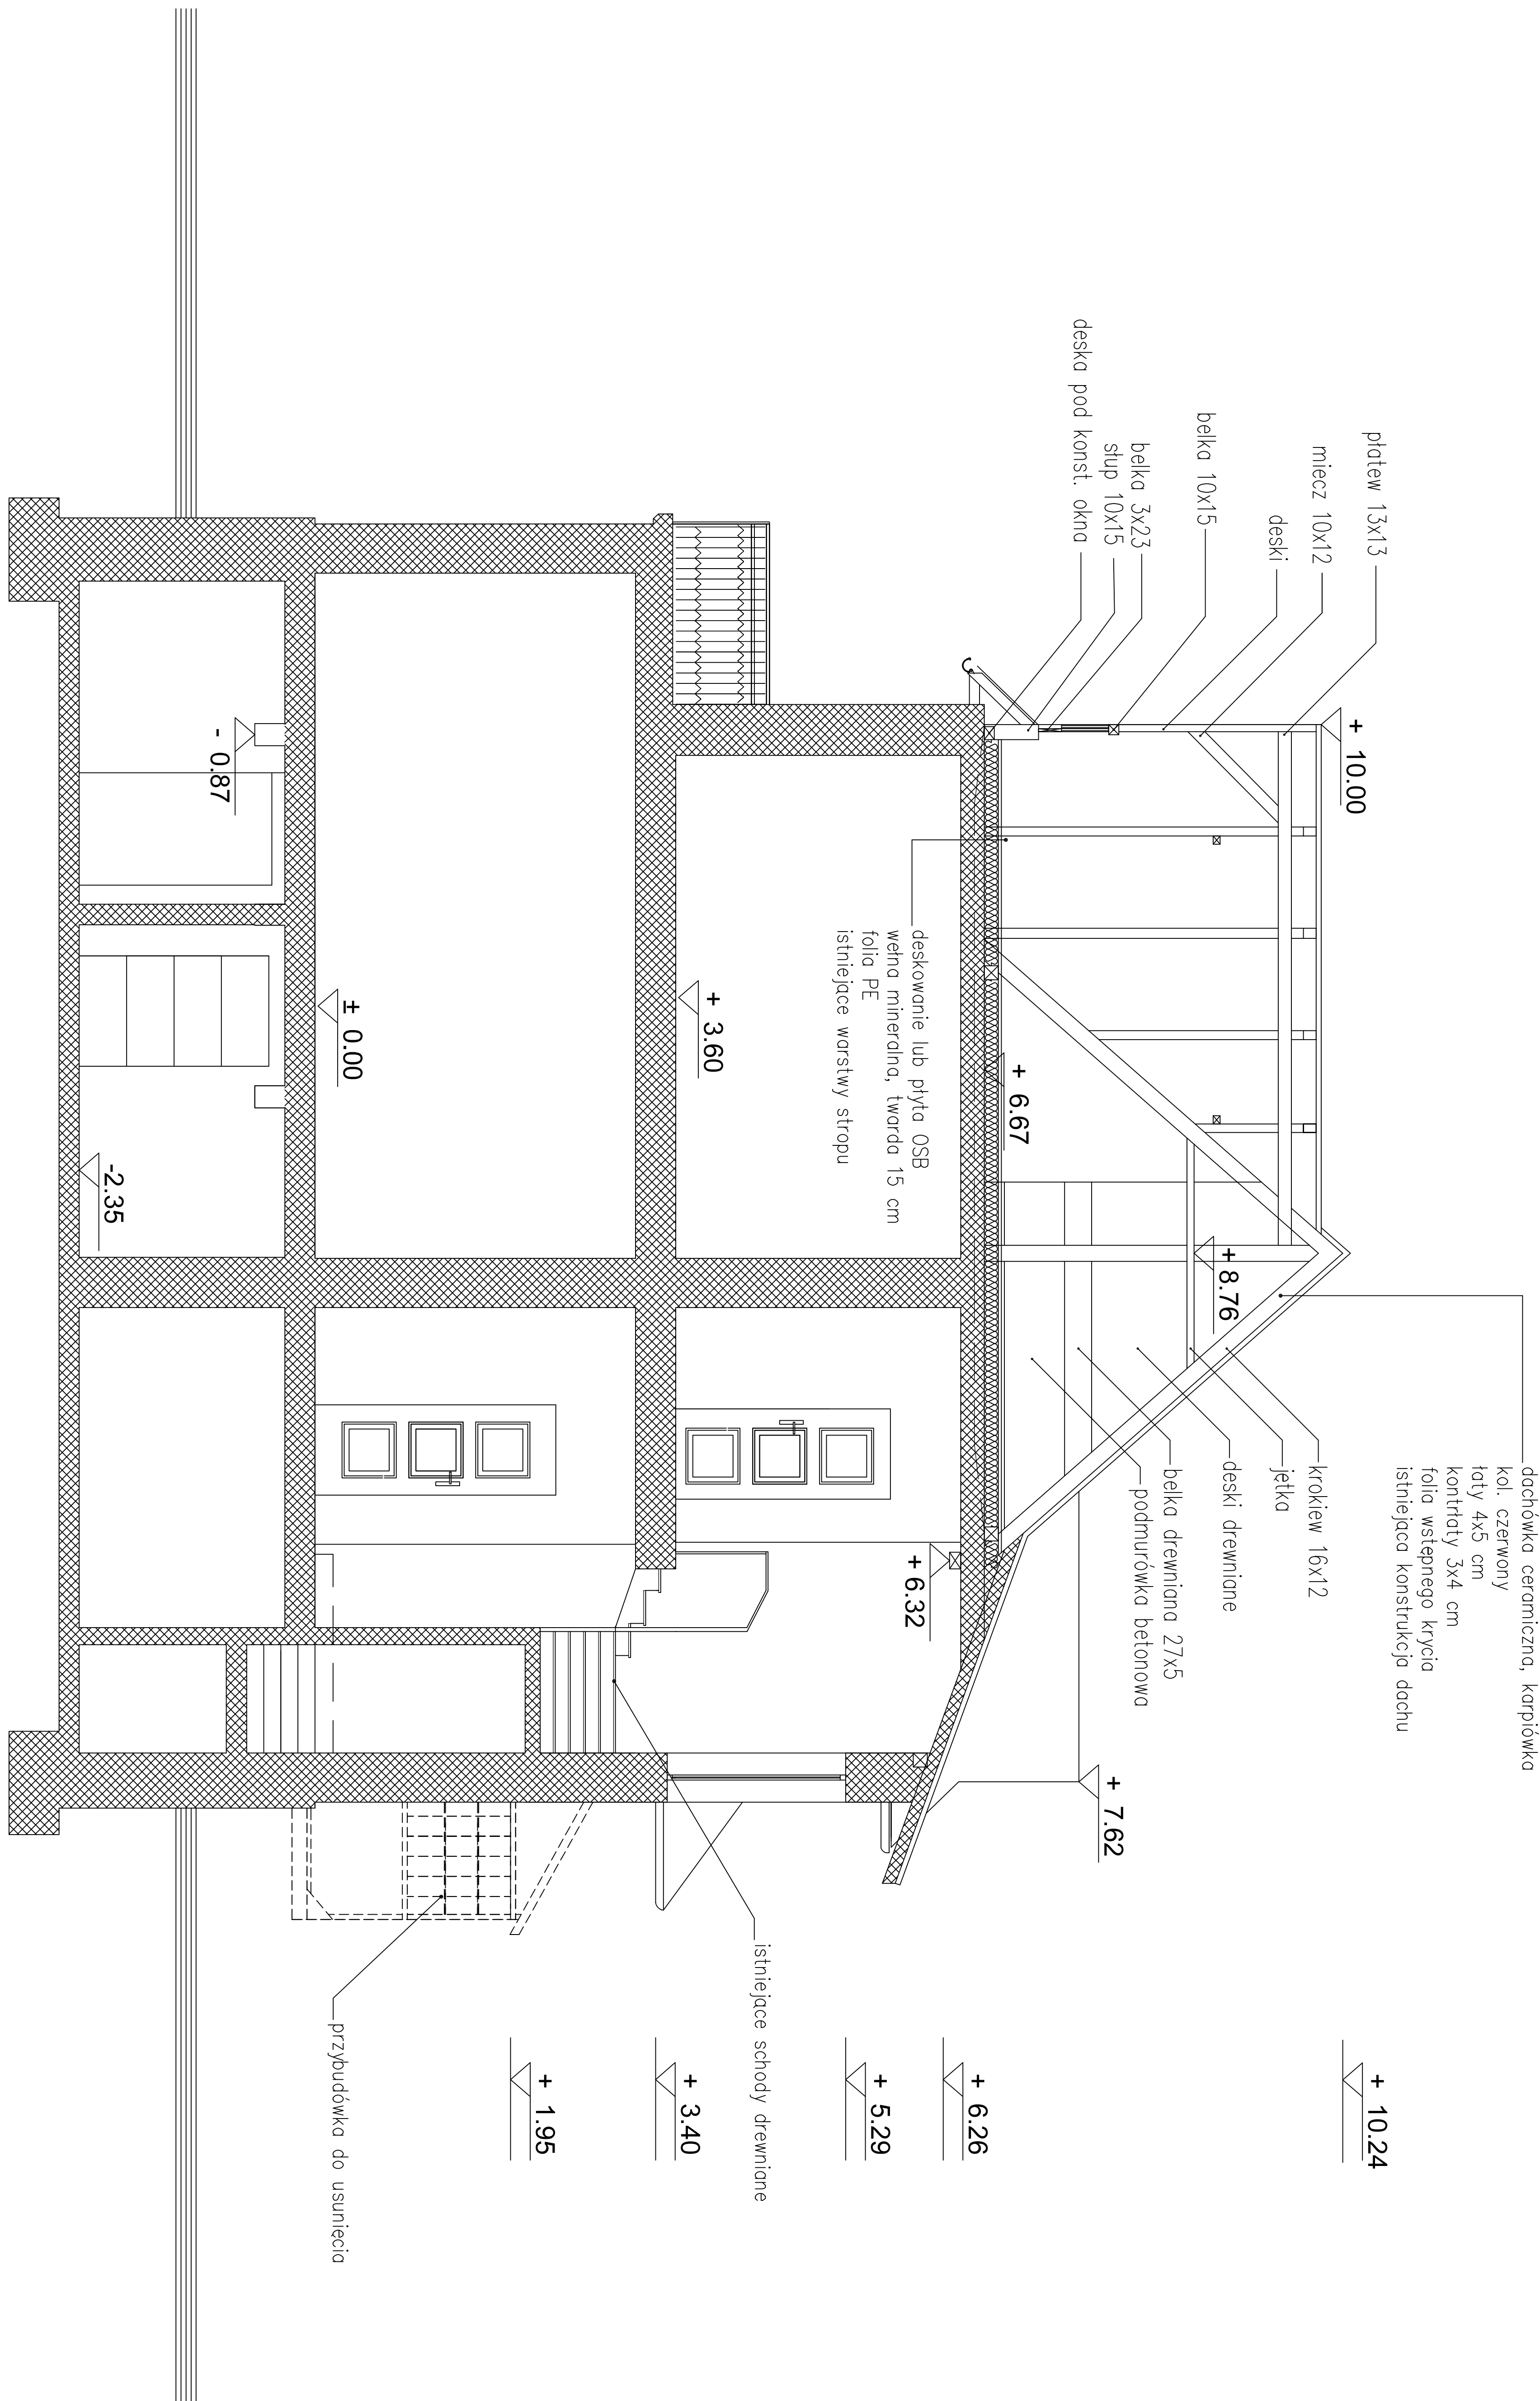 dachówka ceramiczna, karpiówka
kol. czerwony
łaty 4x5 cm
kontrłaty 3x4 cm
folia wstępnego krycia
istniejąca konstrukcja dachu
płatew 13x13
miecz 10x12
deski
belka 10x15
belka 3x23
słup 10x15
deska pod konst. okna
+ 10.00
+ 10.24
krokiew 16x12
jętka
deski drewniane
belka drewniana 27x5
podmurówka betonowa
+ 8.76
+ 7.62
+ 6.67
deskowanie lub płyta OSB
wełna mineralna, twarda 15 cm
folia PE
istniejące warstwy stropu
+ 6.32
+ 6.26
+ 5.29
+ 3.60
+ 3.40
istniejące schody drewniane
+ 1.95
± 0.00
przybudówka do usunięcia
- 0.87
-2.35